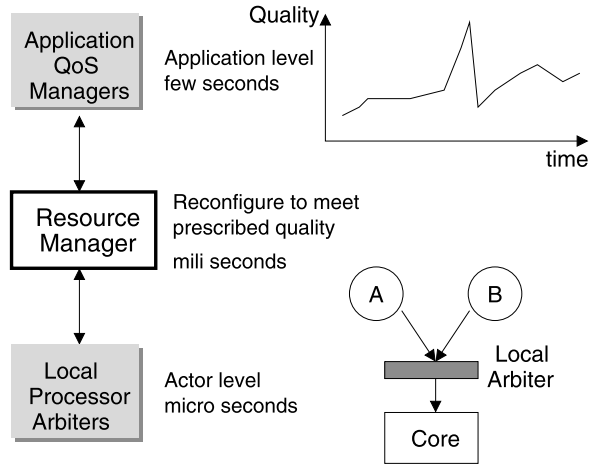 Application
QoS
Managers
Application level
few seconds
Quality
time
Resource
Manager
Reconfigure to meet
prescribed quality
mili seconds
Local
Processor
Arbiters
Actor level
micro seconds
A
B
Local
Arbiter
Core